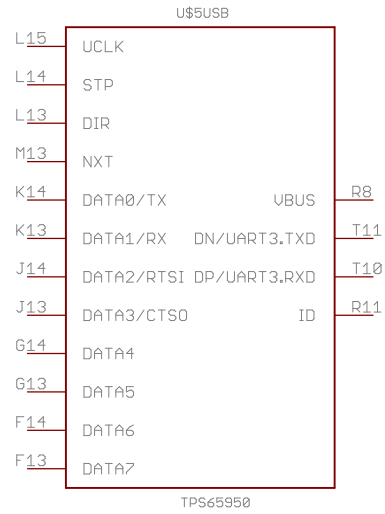 U$5USB
L15 UCLK
L14 STP
L13 DIR
M13 NXT
K14 DATA0/TX VBUS R8
K13 DATA1/RX DN/UART3.TXD T11
J14 DATA2/RTSI DP/UART3.RXD T10
J13 DATA3/CTSO ID R11
G14 DATA4
G13 DATA5
F14 DATA6
F13 DATA7
TPS65950